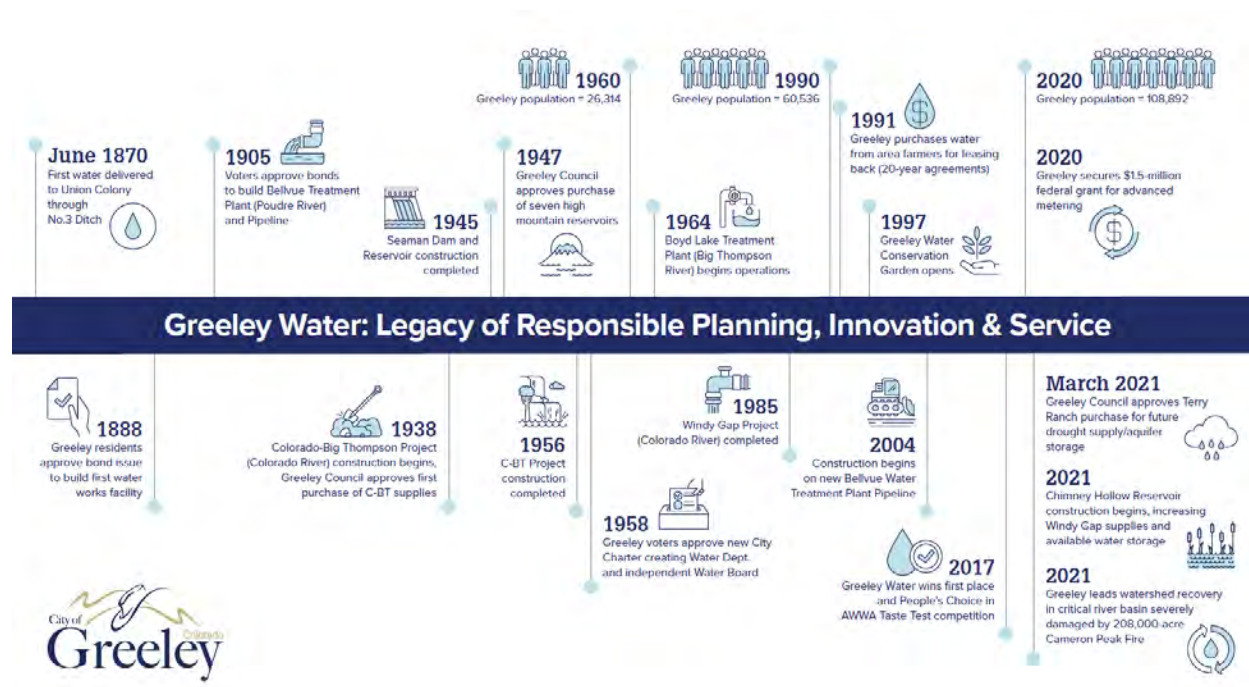 1960
Greeley population = 26,314
1990
Greeley population = 60,536
2020
Greeley population = 108,892
June 1870
First water delivered
to Union Colony
through
No.3 Ditch
1905
Voters approve bonds
to build Bellvue Treatment
Plant (Poudre River)
and Pipeline
1945
Seaman Dam and
Reservoir construction
completed
1947
Greeley Council
approves purchase
of seven high
mountain reservoirs
1964
Boyd Lake Treatment
Plant (Big Thompson
River) begins operations
1991
Greeley purchases water
from area farmers for leasing
back (20-year agreements)
1997
Greeley Water
Conservation
Garden opens
2020
Greeley secures $1.5-million
federal grant for advanced
metering
Greeley Water: Legacy of Responsible Planning, Innovation & Service
1888
Greeley residents
approve bond issue
to build first water
works facility
1938
Colorado-Big Thompson Project
(Colorado River) construction begins,
Greeley Council approves first
purchase of C-BT supplies
1956
C-BT Project
construction
completed
1958
Greeley voters approve new City
Charter creating Water Dept.
and independent Water Board
1985
Windy Gap Project
(Colorado River) completed
2004
Construction begins
on new Bellvue Water
Treatment Plant Pipeline
2017
Greeley Water wins first place
and People's Choice in
AWWA Taste Test competition
March 2021
Greeley Council approves Terry
Ranch purchase for future
drought supply/aquifer
storage
2021
Chimney Hollow Reservoir
construction begins, increasing
Windy Gap supplies and
available water storage
2021
Greeley leads watershed recovery
in critical river basin severely
damaged by 208,000-acre
Cameron Peak Fire
City of
Colorado
Greeley